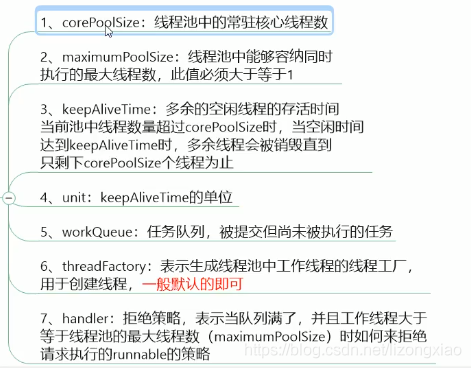 1、corePoolSize：线程池中的常驻核心线程数
2、maximumPoolSize：线程池中能够容纳同时
执行的最大线程数，此值必须大于等于1
3、keepAliveTime：多余的空闲线程的存活时间
当前池中线程数量超过corePoolSize时，当空闲时间
达到keepAliveTime时，多余线程会被销毁直到
只剩下corePoolSize个线程为止
4、unit：keepAliveTime的单位
5、workQueue：任务队列，被提交但尚未被执行的任务
6、threadFactory：表示生成线程池中工作线程的线程工厂，
用于创建线程，一般默认的即可
7、handler：拒绝策略，表示当队列满了，并且工作线程大于
等于线程池的最大线程数（maximumPoolSize）时如何来拒绝
请求执行的runnable的策略
https://blog.csdn.net/lizongxiao